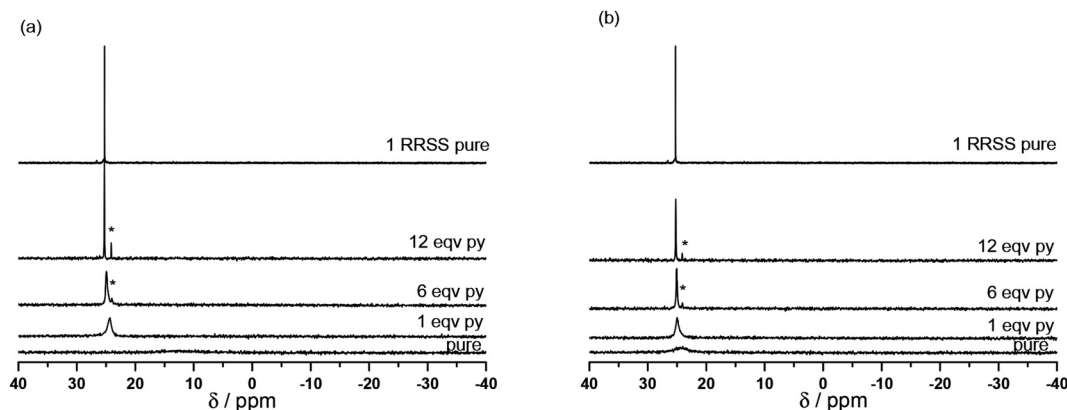 (a)
1 RRSS pure
*
12 eqv py
*
6 eqv py
1 eqv py
pure
40 30 20 10 0 -10 -20 -30 -40
δ / ppm
(b)
1 RRSS pure
*
12 eqv py
*
6 eqv py
1 eqv py
pure
40 30 20 10 0 -10 -20 -30 -40
δ / ppm